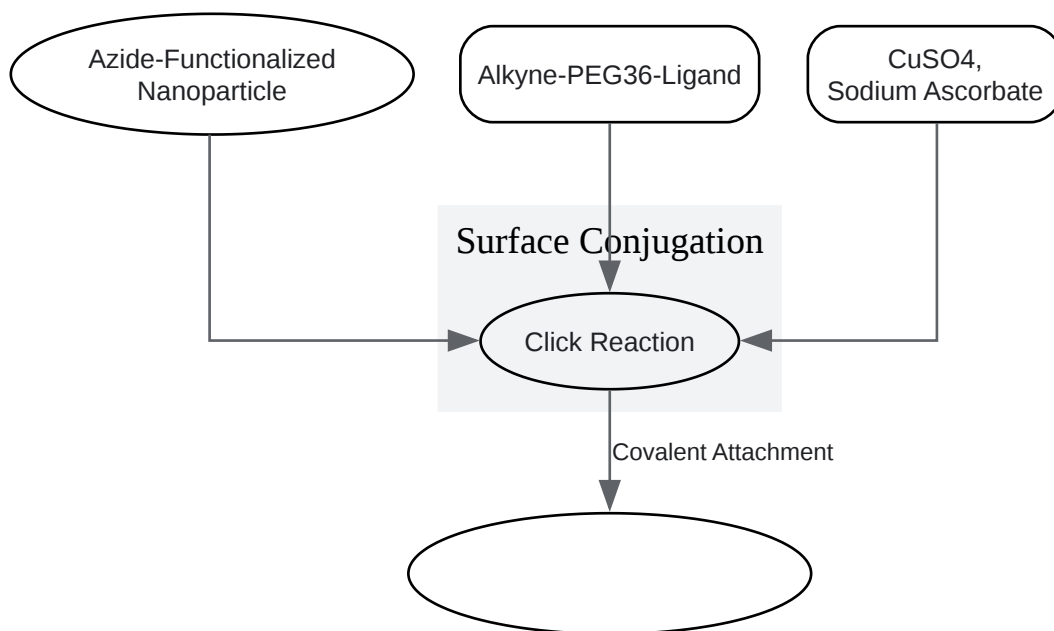 Azide-Functionalized
Nanoparticle
Alkyne-PEG36-Ligand
CuSO4,
Sodium Ascorbate
Surface Conjugation
Click Reaction
Covalent Attachment